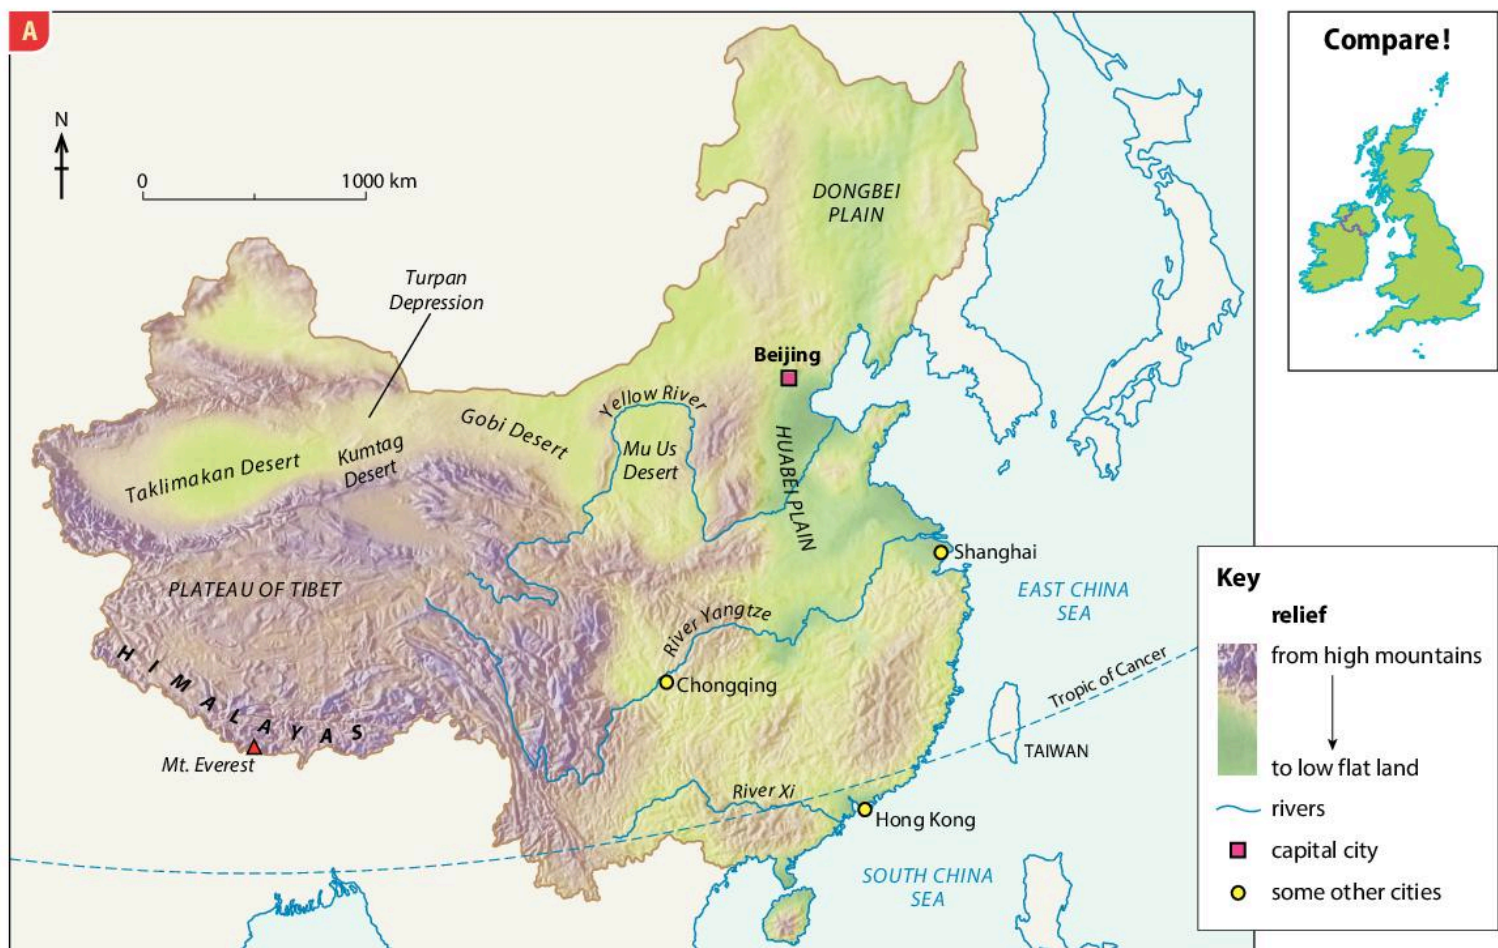 A
Compare!
N
0 1000 km
DONGBEI
PLAIN
Turpan
Depression
Beijing
Yellow River
Gobi Desert
Mu Us
Desert
Kumtag
Desert
Taklimakan Desert
HUABEI PLAIN
Shanghai
PLATEAU OF TIBET
EAST CHINA
SEA
River Yangtze
HIMALAYAS
Chongqing
Tropic of Cancer
Mt. Everest
TAIWAN
River Xi
Hong Kong
SOUTH CHINA
SEA
Key
relief
from high mountains
to low flat land
rivers
capital city
some other cities